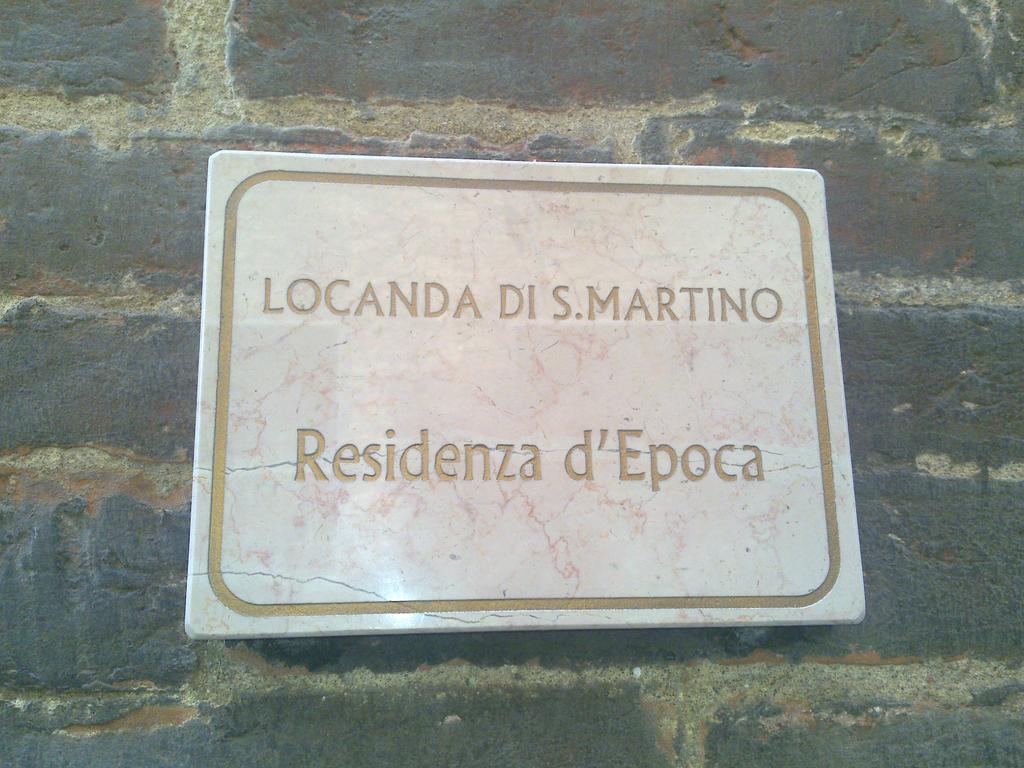 LOCANDA DI S.MARTINO
Residenza d'Epoca